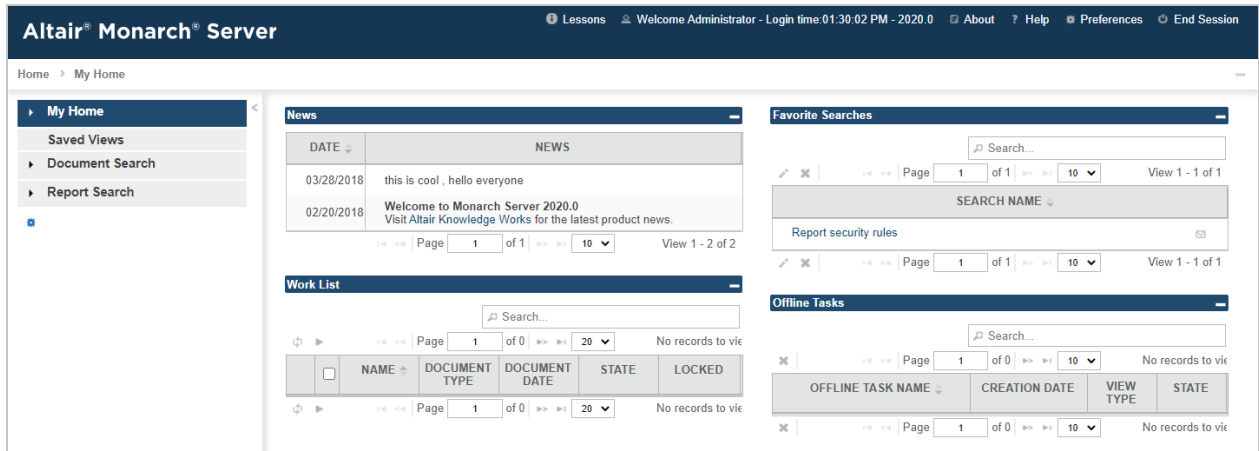 Altair® Monarch® Server
Lessons Welcome Administrator - Login time:01:30:02 PM - 2020.0 About ? Help Preferences End Session
Home > My Home
My Home
Saved Views
Document Search
Report Search
News
DATE NEWS
03/28/2018 this is cool , hello everyone
02/20/2018 Welcome to Monarch Server 2020.0
Visit Altair Knowledge Works for the latest product news.
Page 1 of 1 10 View 1 - 2 of 2
Work List
Search...
Page 1 of 0 20 No records to vie
NAME DOCUMENT TYPE DOCUMENT DATE STATE LOCKED
Page 1 of 0 20 No records to vie
Favorite Searches
Search...
Page 1 of 1 10 View 1 - 1 of 1
SEARCH NAME
Report security rules
Page 1 of 1 10 View 1 - 1 of 1
Offline Tasks
Search...
Page 1 of 0 10 No records to vie
OFFLINE TASK NAME CREATION DATE VIEW TYPE STATE
Page 1 of 0 10 No records to vie